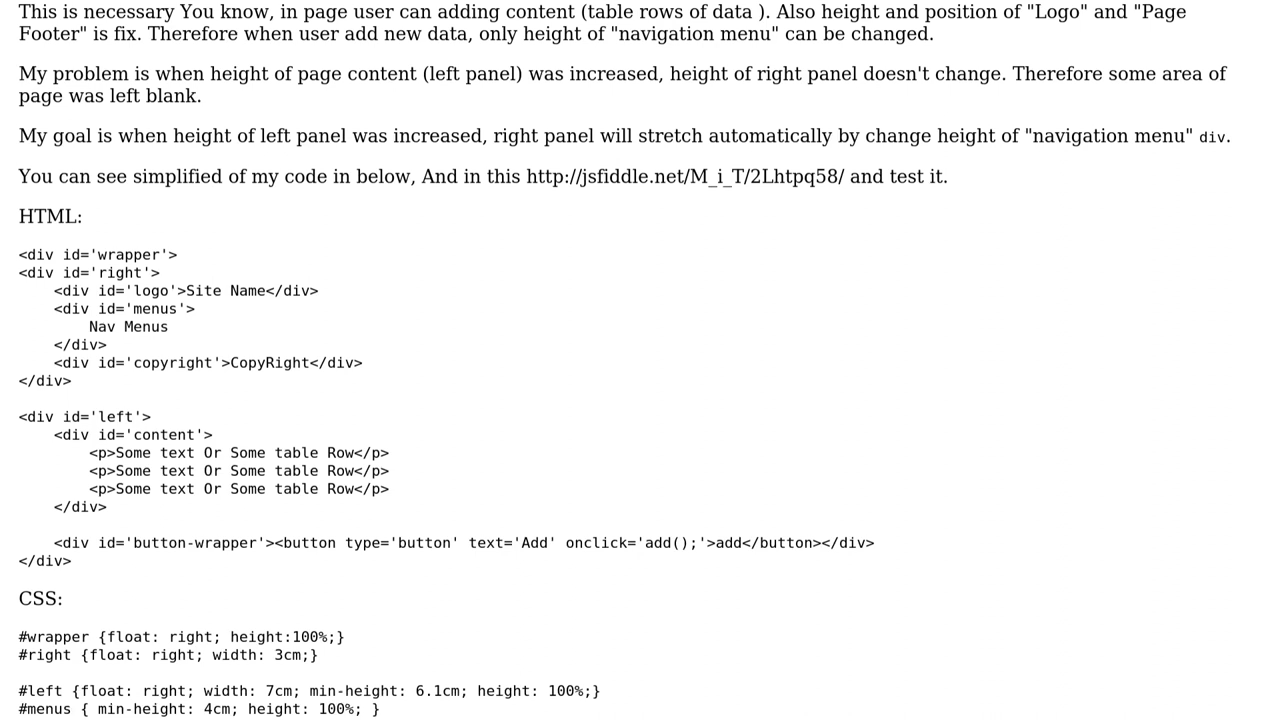 This is necessary You know, in page user can adding content (table rows of data ). Also height and position of "Logo" and "Page
Footer" is fix. Therefore when user add new data, only height of "navigation menu" can be changed.
My problem is when height of page content (left panel) was increased, height of right panel doesn't change. Therefore some area of
page was left blank.
My goal is when height of left panel was increased, right panel will stretch automatically by change height of "navigation menu" div.
You can see simplified of my code in below, And in this http://jsfiddle.net/M_i_T/2Lhtpq58/ and test it.
HTML:
<div id='wrapper'>
<div id='right'>
    <div id='logo'>Site Name</div>
    <div id='menus'>
        Nav Menus
    </div>
    <div id='copyright'>CopyRight</div>
</div>
<div id='left'>
    <div id='content'>
        <p>Some text Or Some table Row</p>
        <p>Some text Or Some table Row</p>
        <p>Some text Or Some table Row</p>
    </div>
    <div id='button-wrapper'><button type='button' text='Add' onclick='add();'>add</button></div>
</div>
CSS:
#wrapper {float: right; height:100%;}
#right {float: right; width: 3cm;}
#left {float: right; width: 7cm; min-height: 6.1cm; height: 100%;}
#menus { min-height: 4cm; height: 100%; }